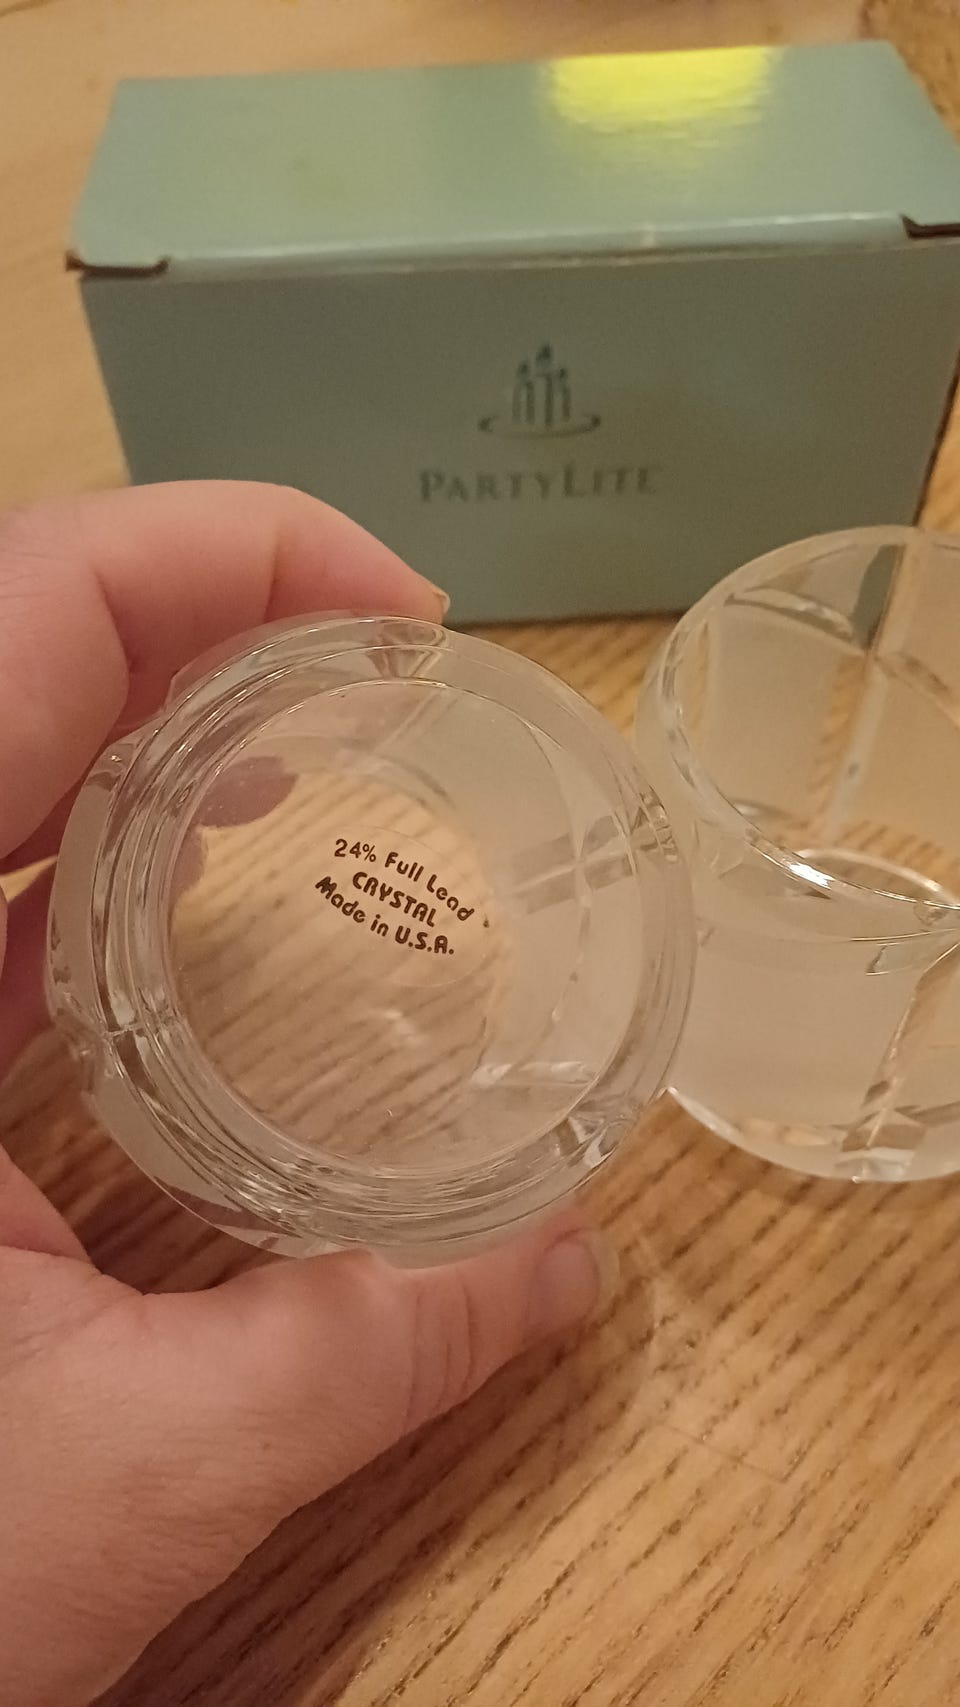 PARTYLITE
24% Full Lead
CRYSTAL
Made in U.S.A.